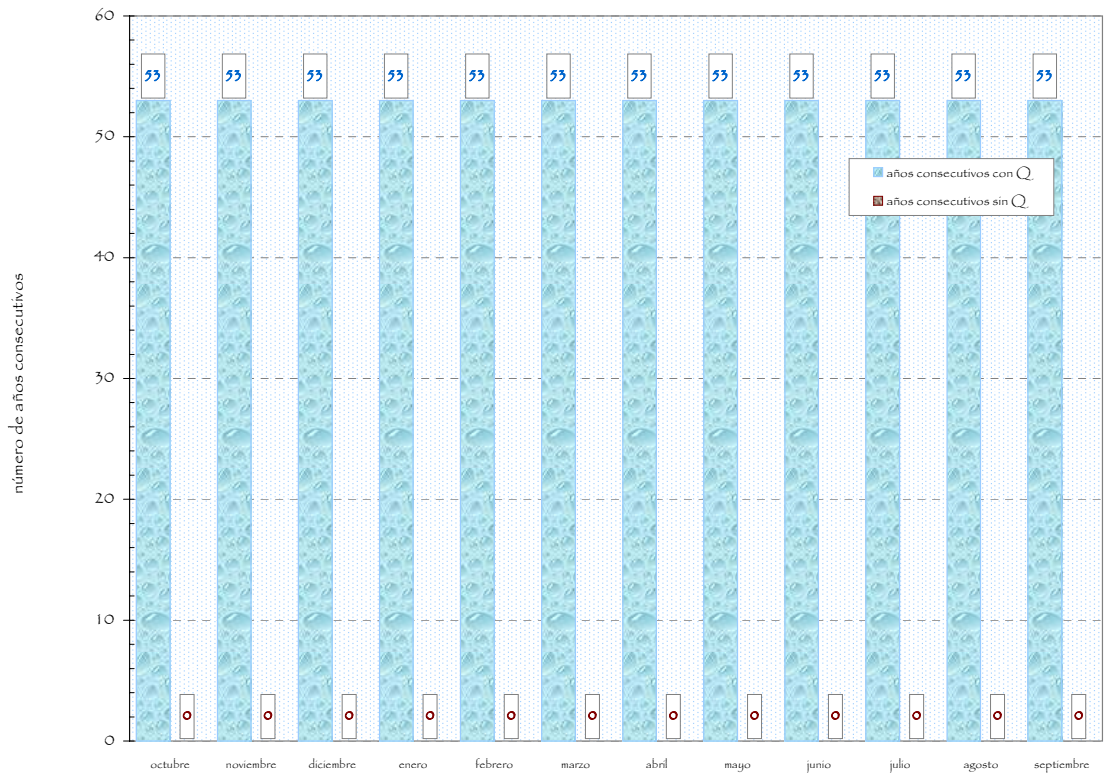 número de años consecutivos
60
50
40
30
20
10
0
53 53 53 53 53 53 53 53 53 53 53 53
años consecutivos con Q.
años consecutivos sin Q.
0 0 0 0 0 0 0 0 0 0 0 0
octubre noviembre diciembre enero febrero marzo abril mayo junio julio agosto septiembre